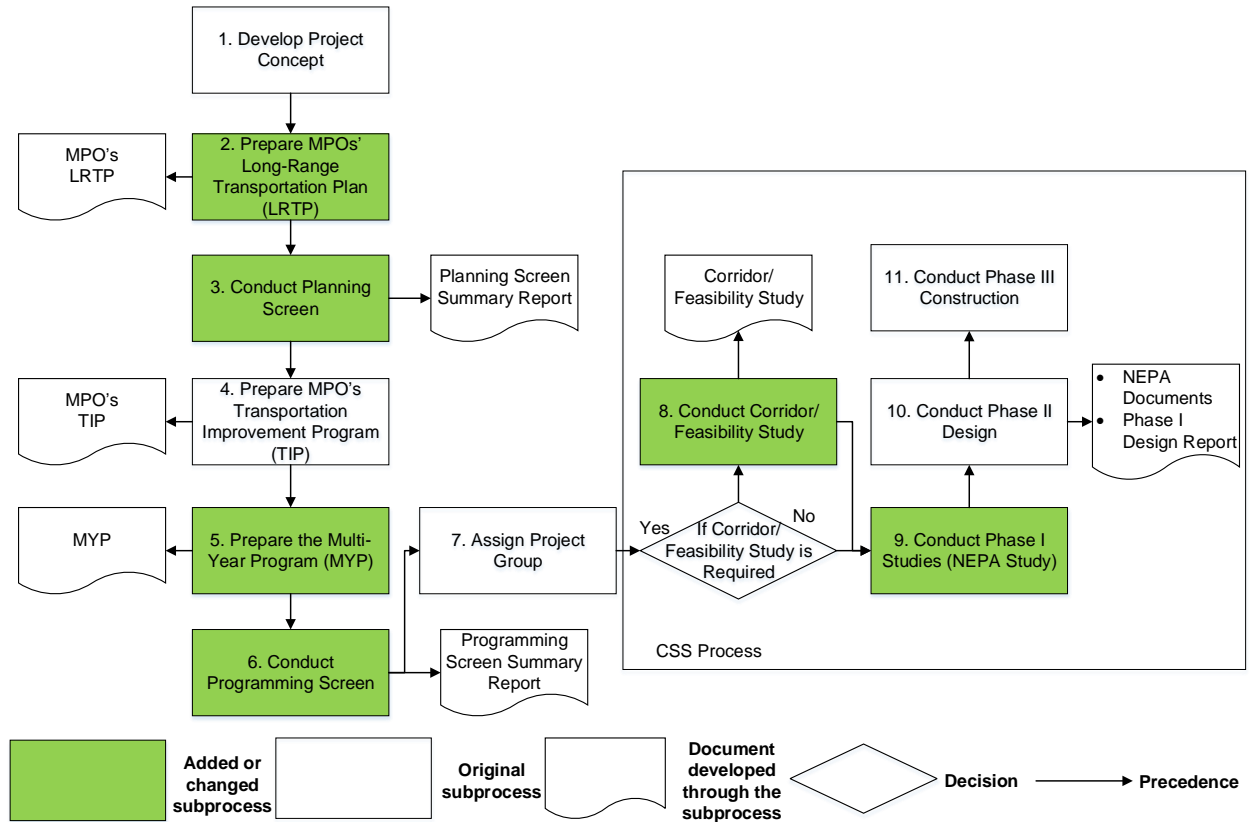 1. Develop Project
Concept
MPO's
LRTP
2. Prepare MPOs'
Long-Range
Transportation Plan
(LRTP)
3. Conduct Planning
Screen
Planning Screen
Summary Report
MPO's
TIP
4. Prepare MPO's
Transportation
Improvement Program
(TIP)
MYP
5. Prepare the Multi-
Year Program (MYP)
6. Conduct
Programming Screen
Programming
Screen Summary
Report
7. Assign Project
Group
Corridor/
Feasibility Study
8. Conduct Corridor/
Feasibility Study
Yes
No
If Corridor/
Feasibility Study is
Required
11. Conduct Phase III
Construction
10. Conduct Phase II
Design
• NEPA
Documents
• Phase I
Design Report
9. Conduct Phase I
Studies (NEPA Study)
CSS Process
Added or
changed
subprocess
Original
subprocess
Document
developed
through the
subprocess
Decision
Precedence